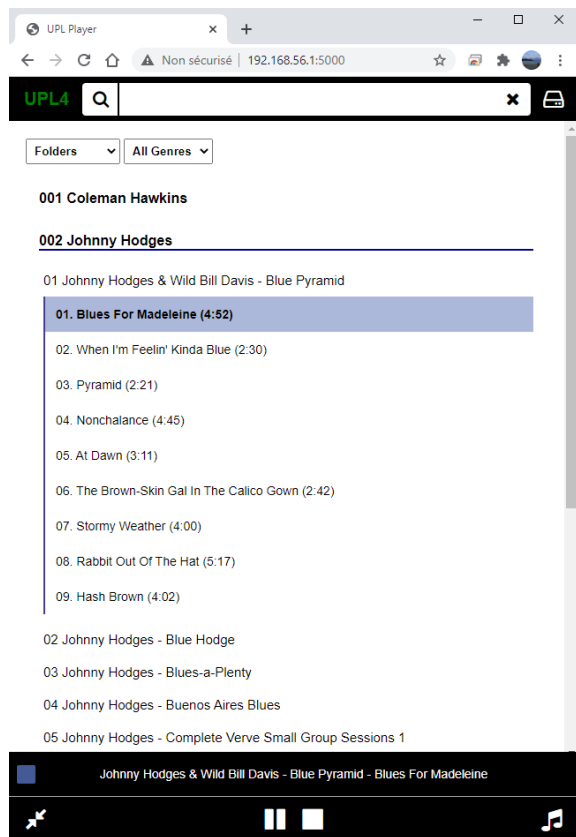 UPL Player
Non sécurisé | 192.168.56.1:5000
UPL4
Folders All Genres
001 Coleman Hawkins
002 Johnny Hodges
01 Johnny Hodges & Wild Bill Davis - Blue Pyramid
01. Blues For Madeleine (4:52)
02. When I'm Feelin' Kinda Blue (2:30)
03. Pyramid (2:21)
04. Nonchalance (4:45)
05. At Dawn (3:11)
06. The Brown-Skin Gal In The Calico Gown (2:42)
07. Stormy Weather (4:00)
08. Rabbit Out Of The Hat (5:17)
09. Hash Brown (4:02)
02 Johnny Hodges - Blue Hodge
03 Johnny Hodges - Blues-a-Plenty
04 Johnny Hodges - Buenos Aires Blues
05 Johnny Hodges - Complete Verve Small Group Sessions 1
Johnny Hodges & Wild Bill Davis - Blue Pyramid - Blues For Madeleine